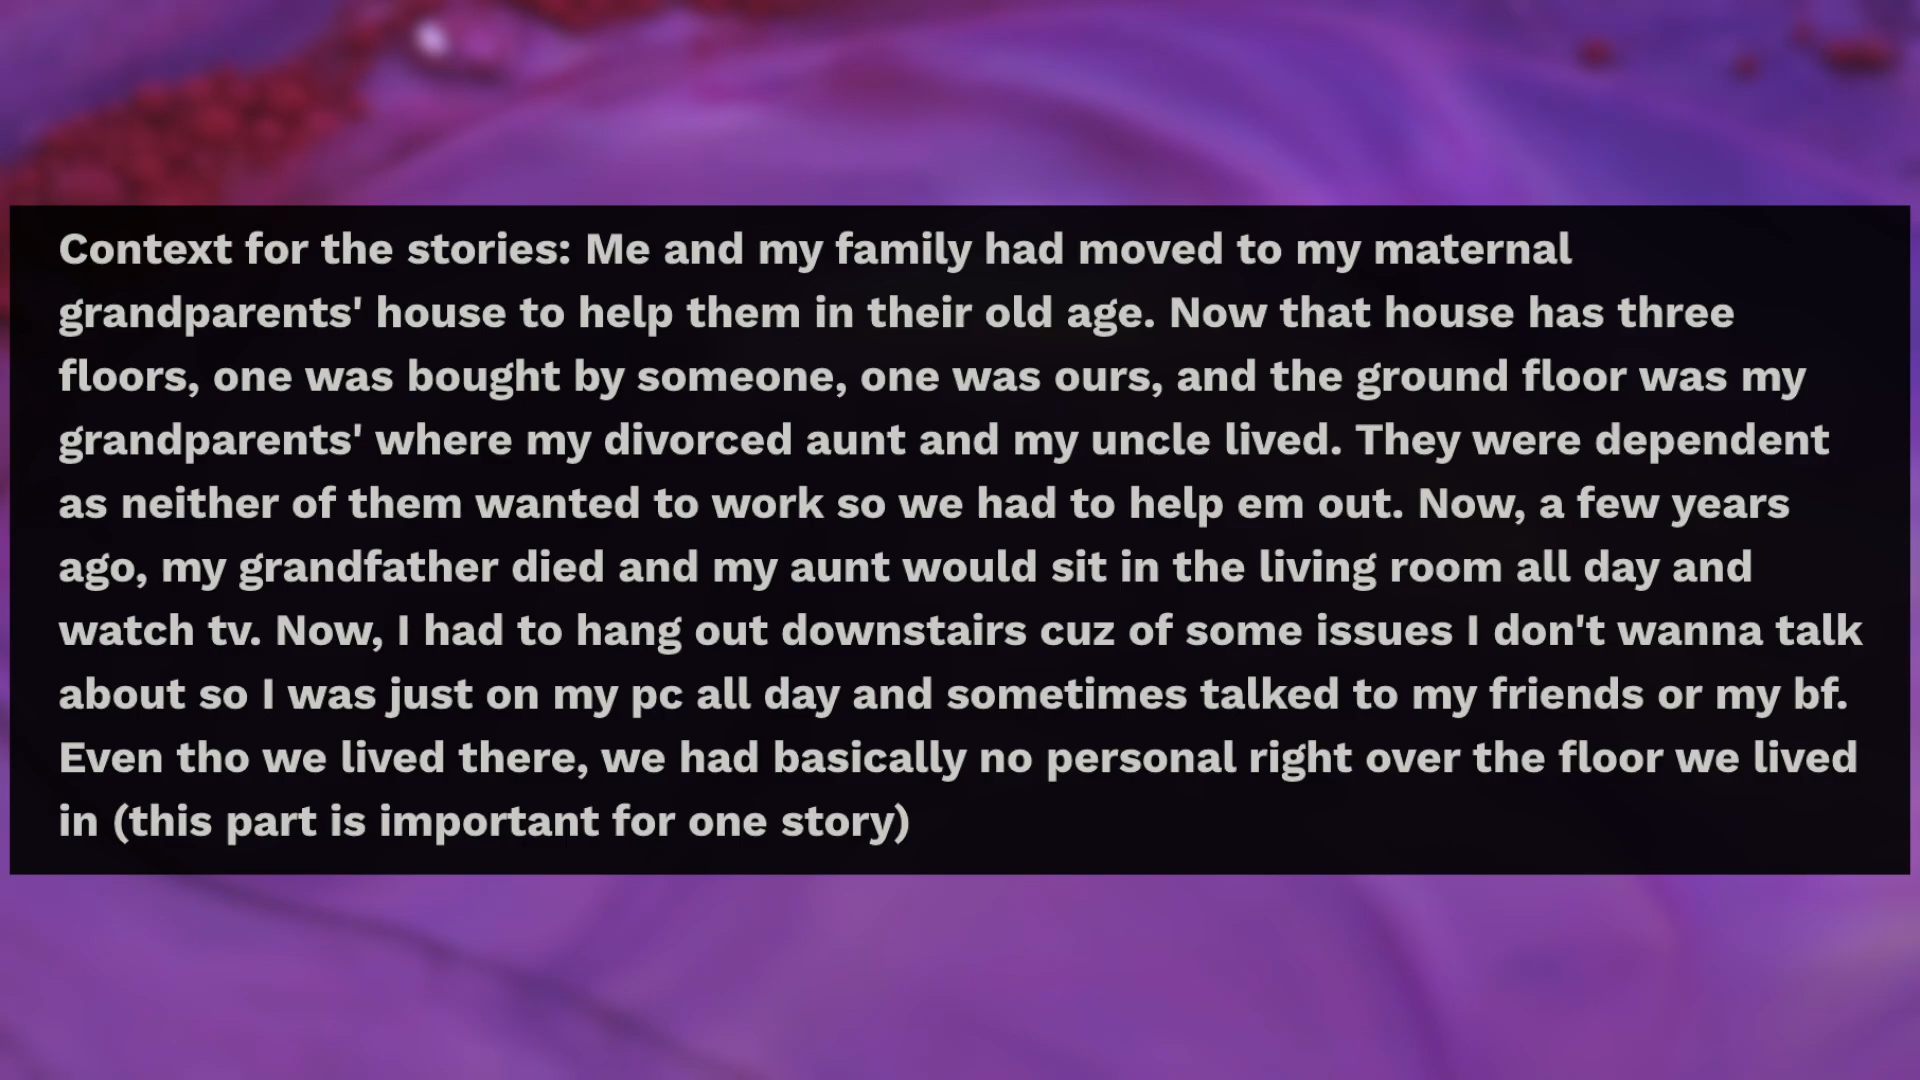 Context for the stories: Me and my family had moved to my maternal
grandparents' house to help them in their old age. Now that house has three
floors, one was bought by someone, one was ours, and the ground floor was my
grandparents' where my divorced aunt and my uncle lived. They were dependent
as neither of them wanted to work so we had to help em out. Now, a few years
ago, my grandfather died and my aunt would sit in the living room all day and
watch tv. Now, I had to hang out downstairs cuz of some issues I don't wanna talk
about so I was just on my pc all day and sometimes talked to my friends or my bf.
Even tho we lived there, we had basically no personal right over the floor we lived
in (this part is important for one story)